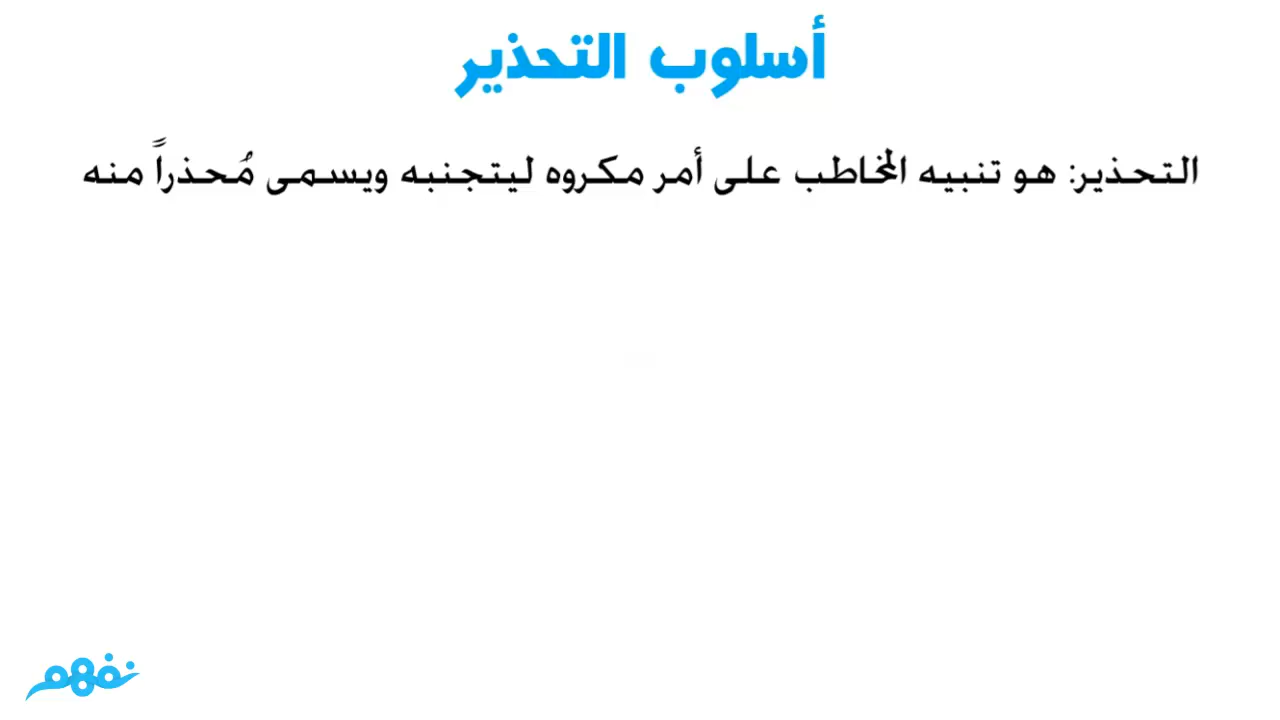 أسلوب التحذير
التحذير: هو تنبيه المخاطب على أمر مكروه ليتجنبه ويسمى مُحذراً منه
نفهم